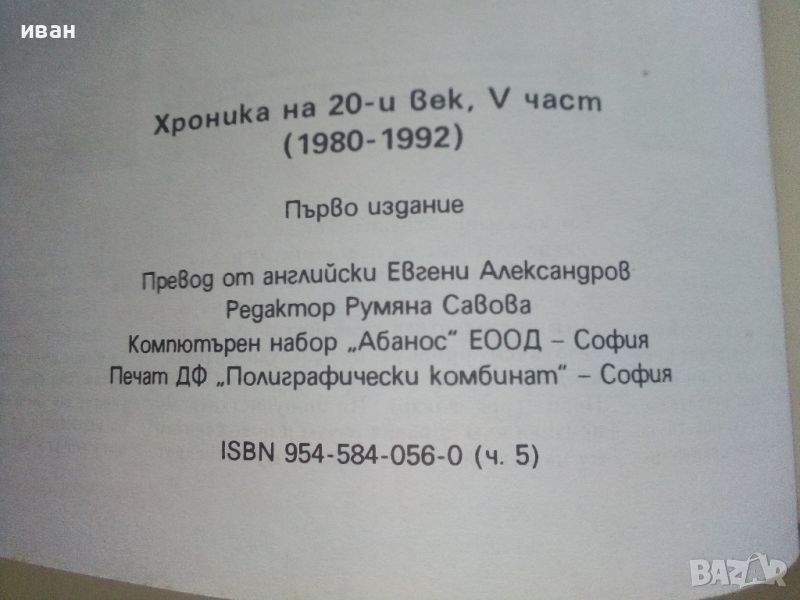 иван
Хроника на 20-и век, V част
(1980-1992)
Първо издание
Превод от английски Евгени Александров
Редактор Румяна Савова
Компютърен набор „Абанос“ ЕООД – София
Печат ДФ „Полиграфически комбинат“ – София
ISBN 954-584-056-0 (ч. 5)
BAZAR